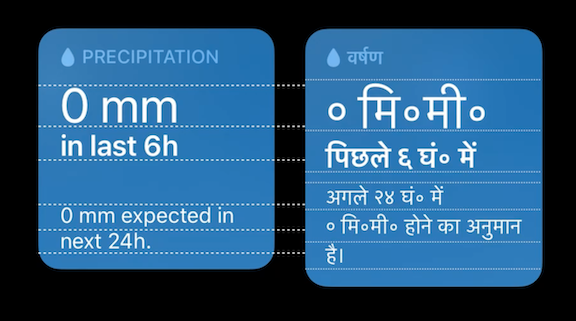 PRECIPITATION
0 mm
in last 6h
0 mm expected in
next 24h.
वर्षण
० मि॰मी॰
पिछले ६ घं॰ में
अगले २४ घं॰ में
० मि॰मी॰ होने का अनुमान
है।